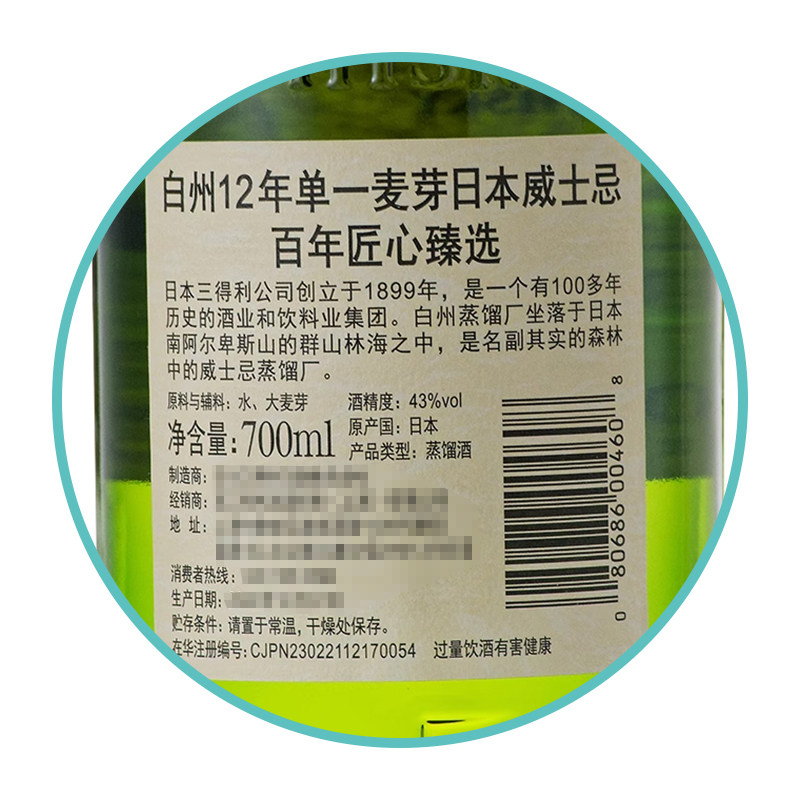 白州12年单一麦芽日本威士忌
百年匠心臻选
日本三得利公司创立于1899年，是一个有100多年
历史的酒业和饮料业集团。白州蒸馏厂坐落于日本
南阿尔卑斯山的群山林海之中，是名副其实的森林
中的威士忌蒸馏厂。
原料与辅料：水、大麦芽
酒精度：43%vol
净含量:700ml
原产国：日本
产品类型：蒸馏酒
制造商：
经销商：
地 址：
消费者热线：
生产日期：
贮存条件：请置于常温，干燥处保存。
在华注册编号：CJPN23022112170054 过量饮酒有害健康
0 80686 00460 8